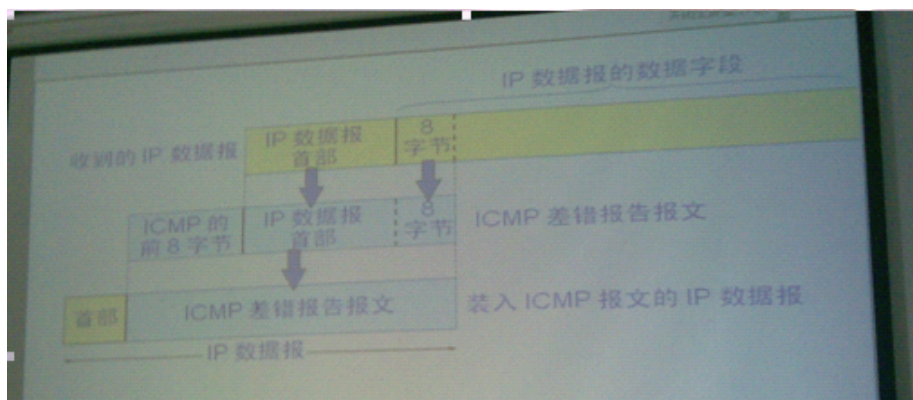 IP 数据报的数据字段
收到的 IP 数据报
IP 数据报
首部
8
字节
ICMP 的
前 8 字节
IP 数据报
首部
8
字节
ICMP 差错报告报文
首部
ICMP 差错报告报文
装入 ICMP 报文的 IP 数据报
IP 数据报